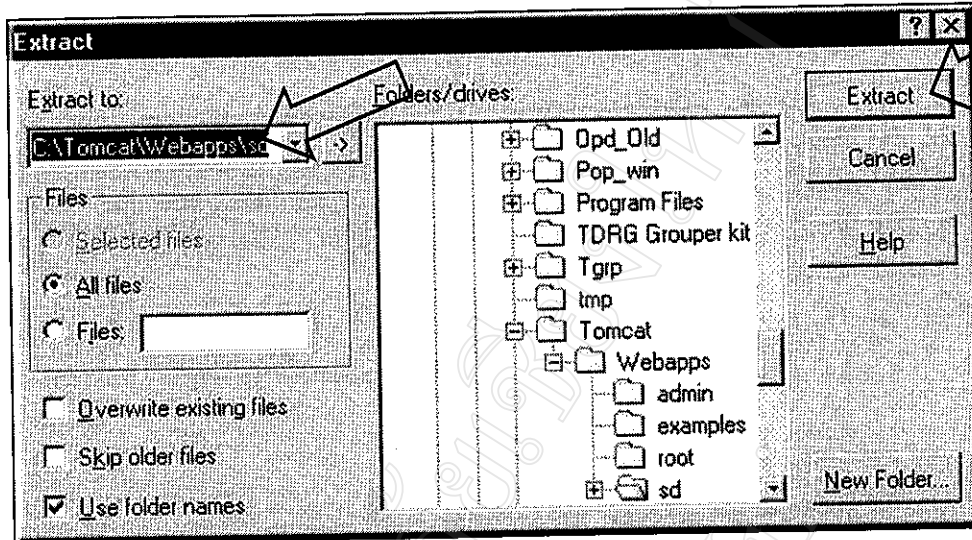 Extract
Extract to:
C:\Tomcat\Webapps\sd
Files
Selected files
All files
Files:
Overwrite existing files
Skip older files
Use folder names
Folders/drives:
Opd_Old
Pop_win
Program Files
TDRG Grouper kit
Tgrp
tmp
Tomcat
Webapps
admin
examples
root
sd
Extract
Cancel
Help
New Folder...